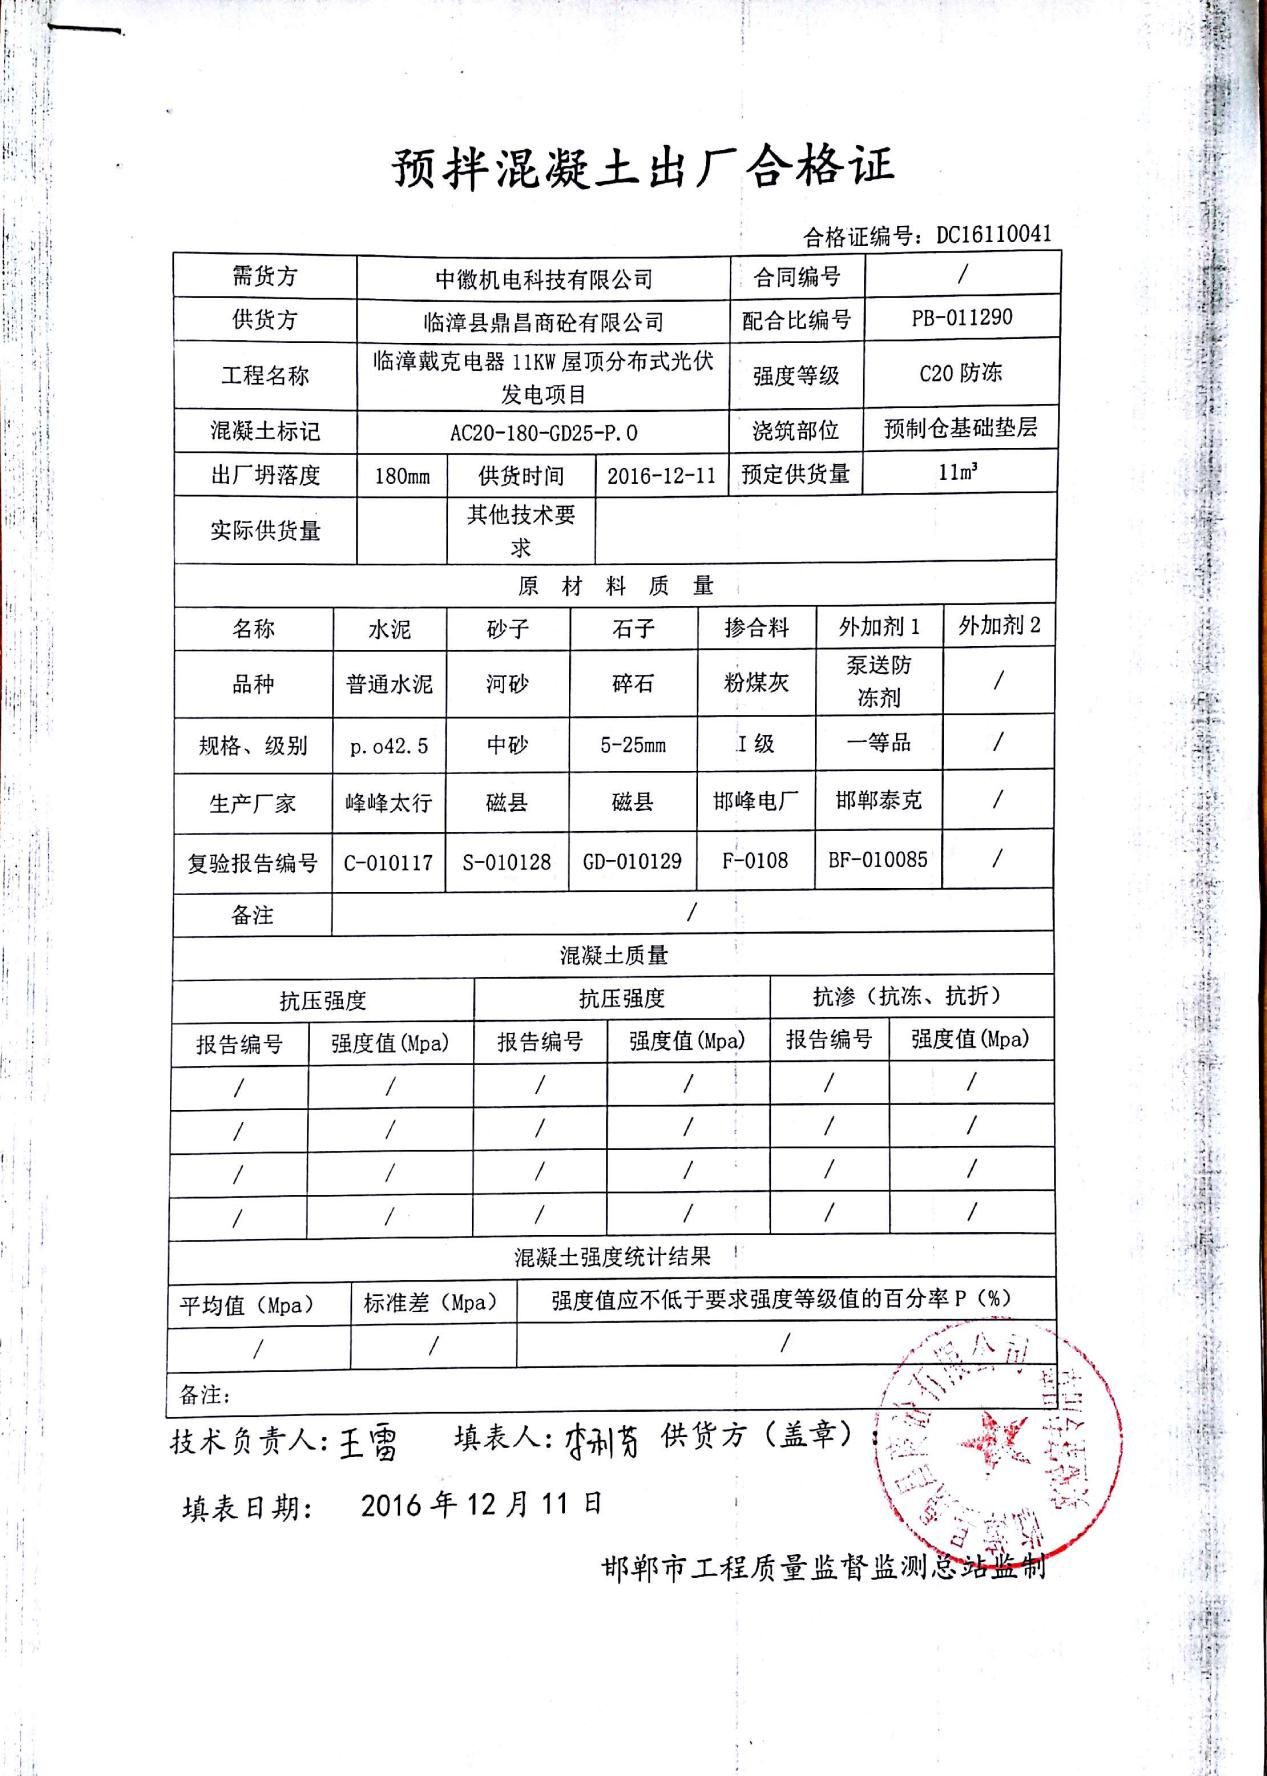 预拌混凝土出厂合格证
合格证编号：DC16110041
需货方 中徽机电科技有限公司 合同编号 /
供货方 临漳县鼎昌商砼有限公司 配合比编号 PB-011290
工程名称 临漳戴克电器11KW屋顶分布式光伏发电项目 强度等级 C20防冻
混凝土标记 AC20-180-GD25-P.O 浇筑部位 预制仓基础垫层
出厂坍落度 180mm 供货时间 2016-12-11 预定供货量 11m³
实际供货量 其他技术要求
原材料质量
名称 水泥 砂子 石子 掺合料 外加剂1 外加剂2
品种 普通水泥 河砂 碎石 粉煤灰 泵送防冻剂 /
规格、级别 p.o42.5 中砂 5-25mm I级 一等品 /
生产厂家 峰峰太行 磁县 磁县 邯峰电厂 邯郸泰克 /
复验报告编号 C-010117 S-010128 GD-010129 F-0108 BF-010085 /
备注 /
混凝土质量
抗压强度 抗压强度 抗渗（抗冻、抗折）
报告编号 强度值(Mpa) 报告编号 强度值(Mpa) 报告编号 强度值(Mpa)
/ / / / / /
/ / / / / /
/ / / / / /
/ / / / / /
混凝土强度统计结果
平均值（Mpa） 标准差（Mpa） 强度值应不低于要求强度等级值的百分率P（%）
/ / /
备注：
技术负责人：王雷 填表人：李利芳 供货方（盖章）：
填表日期： 2016年12月11日
邯郸市工程质量监督监测总站监制